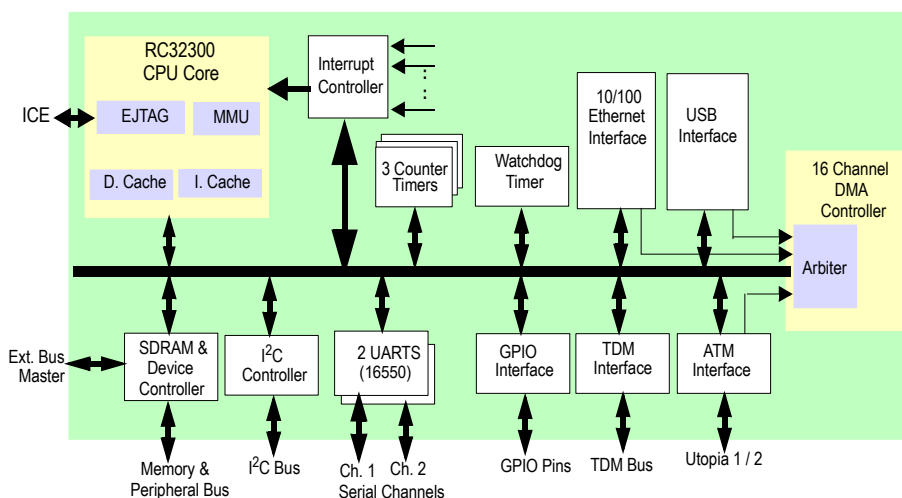 RC32300
CPU Core
EJTAG
MMU
D. Cache
I. Cache
ICE
Interrupt
Controller
3 Counter
Timers
Watchdog
Timer
10/100
Ethernet
Interface
USB
Interface
16 Channel
DMA
Controller
Arbiter
Ext. Bus
Master
SDRAM &
Device
Controller
I²C
Controller
2 UARTS
(16550)
GPIO
Interface
TDM
Interface
ATM
Interface
Memory &
Peripheral Bus
I²C Bus
Ch. 1
Ch. 2
Serial Channels
GPIO Pins
TDM Bus
Utopia 1 / 2